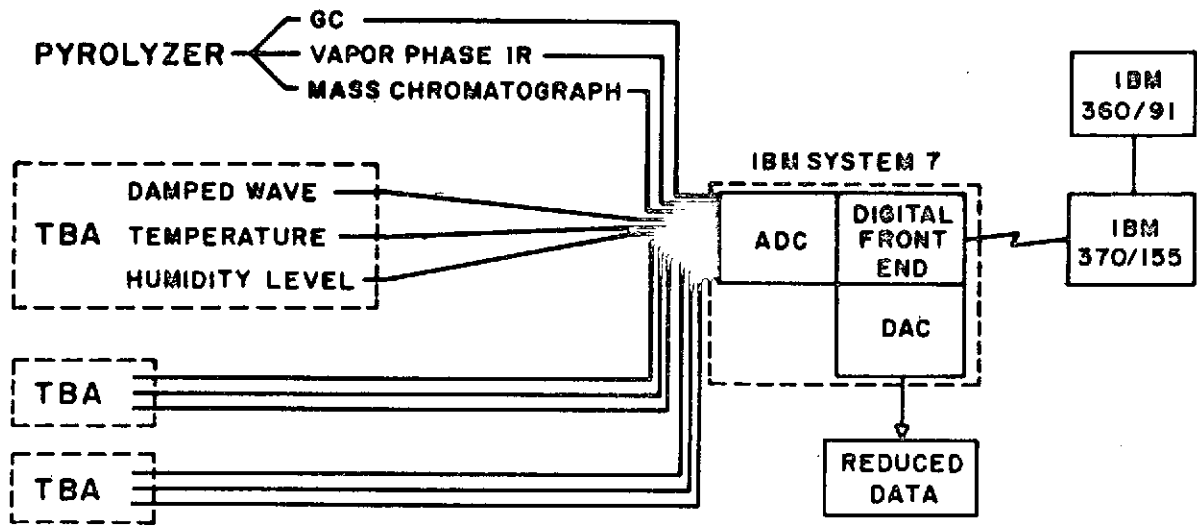 PYROLYZER
GC
VAPOR PHASE IR
MASS CHROMATOGRAPH
TBA
DAMPED WAVE
TEMPERATURE
HUMIDITY LEVEL
TBA
TBA
IBM SYSTEM 7
ADC
DIGITAL
FRONT
END
DAC
REDUCED
DATA
IBM
360/91
IBM
370/155